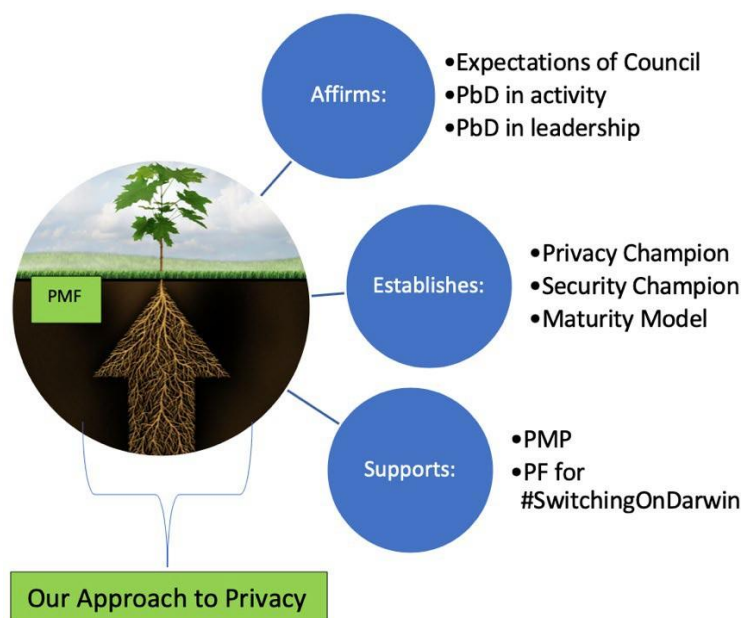 Affirms:
•Expectations of Council
•PbD in activity
•PbD in leadership
PMF
Establishes:
•Privacy Champion
•Security Champion
•Maturity Model
Supports:
•PMP
•PF for
#SwitchingOnDarwin
Our Approach to Privacy